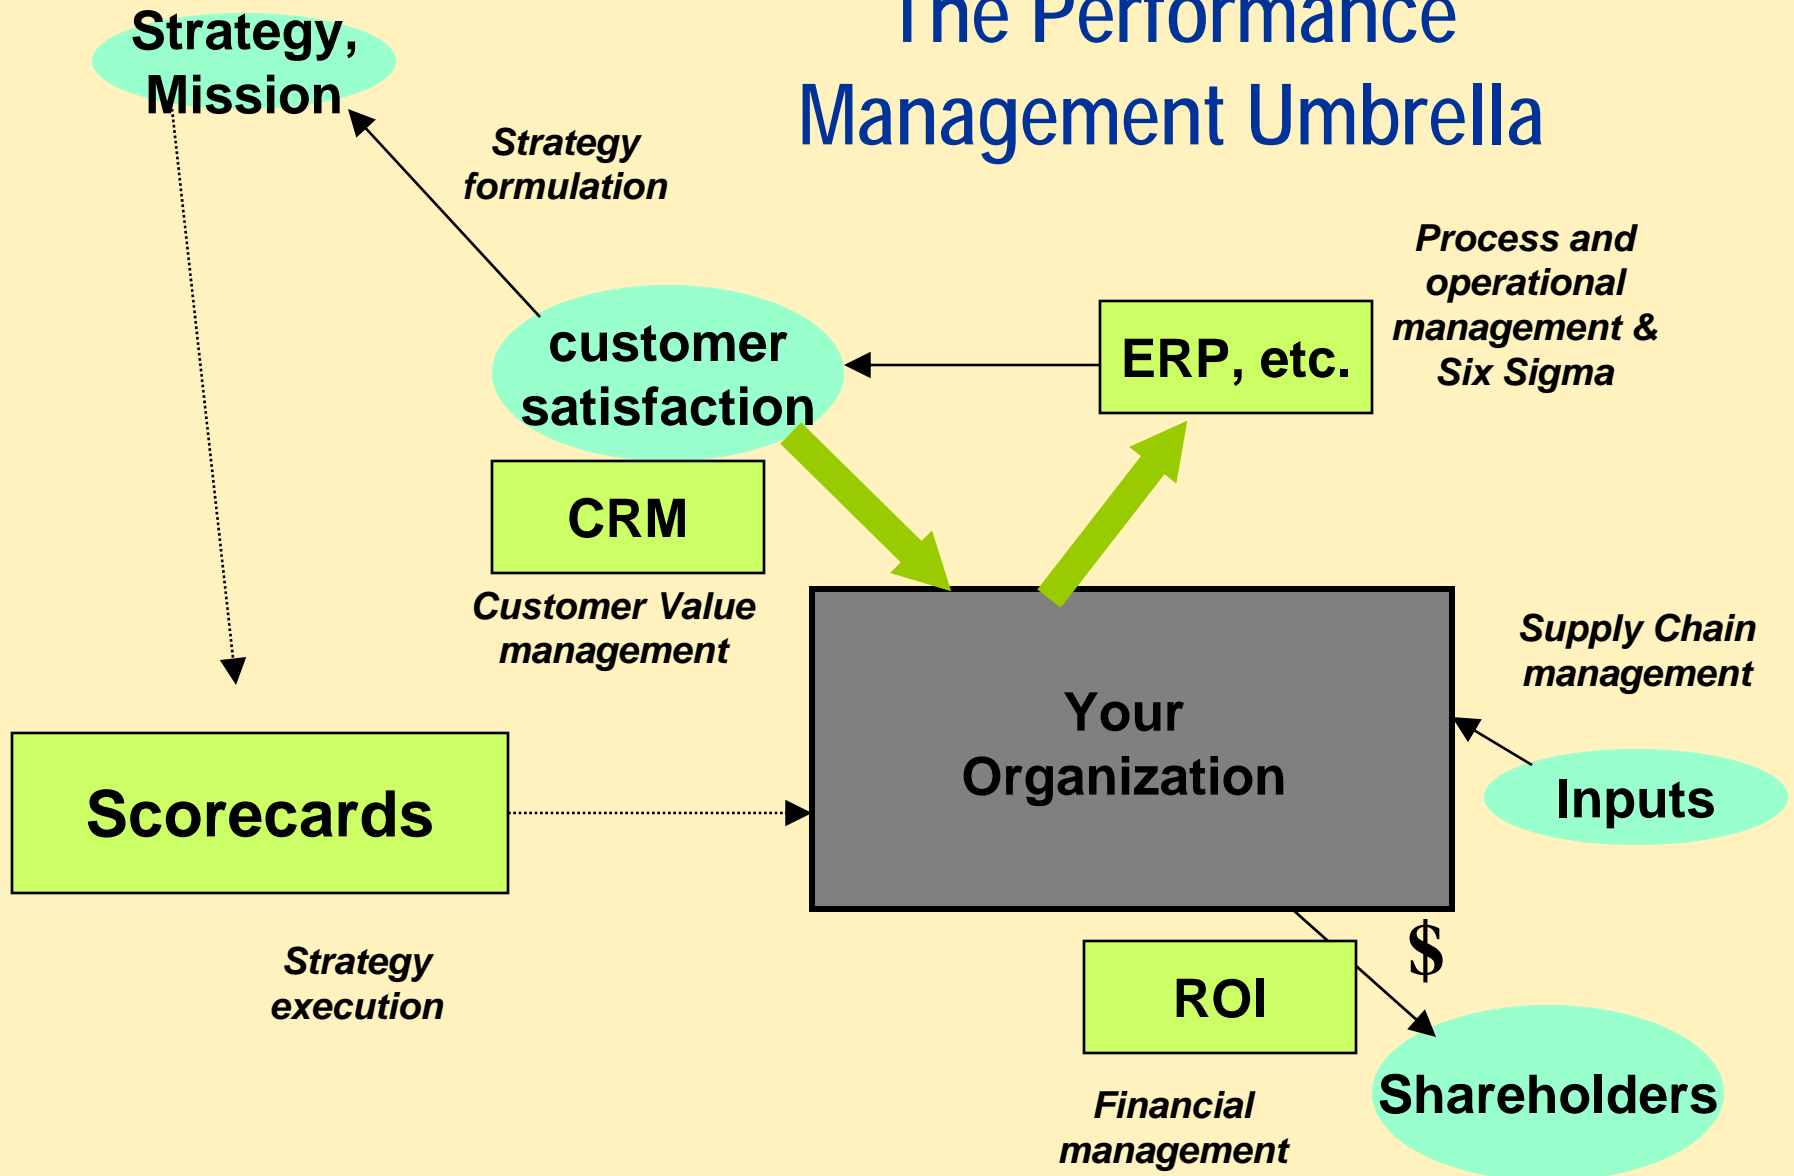 The Performance
Management Umbrella
Strategy,
Mission
Strategy
formulation
Process and
operational
management &
Six Sigma
customer
satisfaction
ERP, etc.
CRM
Customer Value
management
Supply Chain
management
Your
Organization
Inputs
Scorecards
Strategy
execution
$
ROI
Shareholders
Financial
management